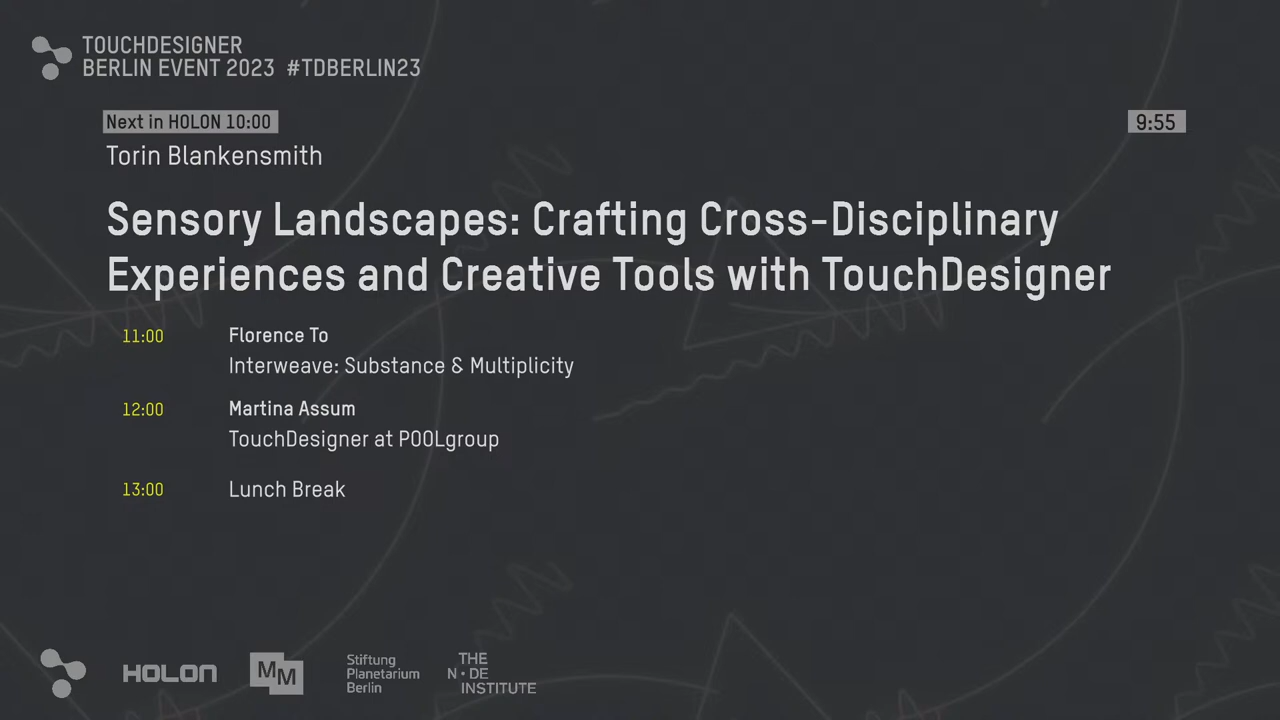 TOUCHDESIGNER
BERLIN EVENT 2023 #TDBERLIN23
Next in HOLON 10:00
9:55
Torin Blankensmith
Sensory Landscapes: Crafting Cross-Disciplinary
Experiences and Creative Tools with TouchDesigner
11:00 Florence To
Interweave: Substance & Multiplicity
12:00 Martina Assum
TouchDesigner at POOLgroup
13:00 Lunch Break
HOLON
MM
Stiftung
Planetarium
Berlin
THE
N•DE
INSTITUTE